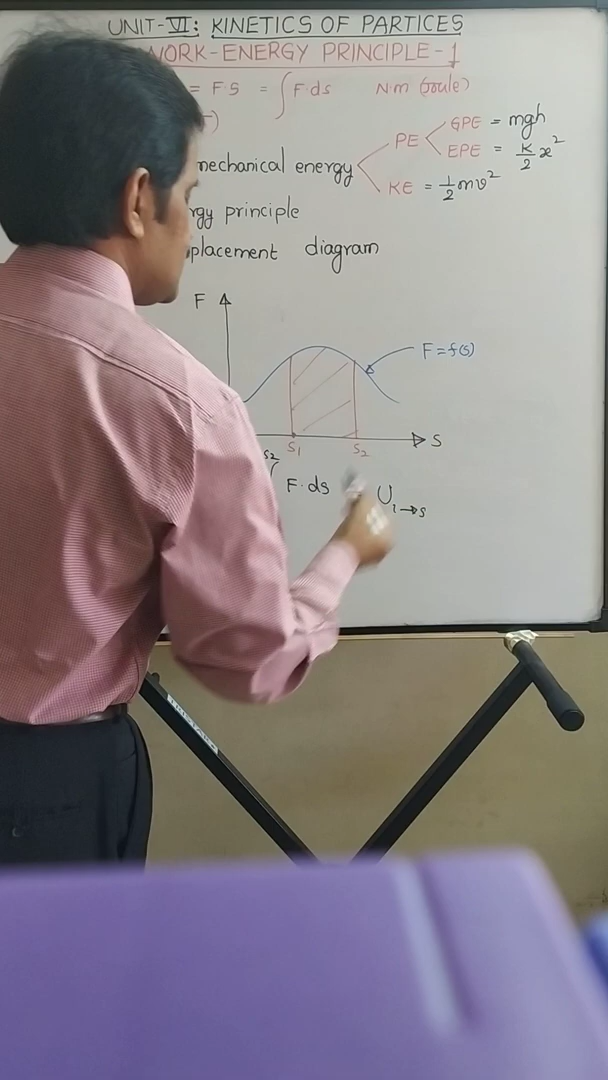 UNIT-VI: KINETICS OF PARTICES
WORK-ENERGY PRINCIPLE-1
= F·S = ∫F·ds N·m (Joule)
mechanical energy PE GPE = mgh
EPE = K/2 x²
KE = 1/2 mv²
rgy principle
placement diagram
F
F=f(s)
S
S₁ S₂
S₂
∫ F·ds U₁→s